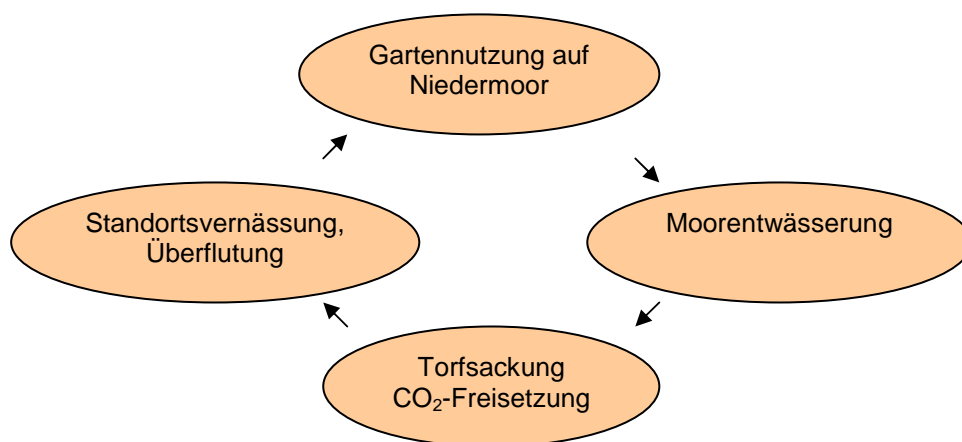 Gartennutzung auf
Niedermoor
Standortsvernässung,
Überflutung
Moorentwässerung
Torfsackung
CO₂-Freisetzung